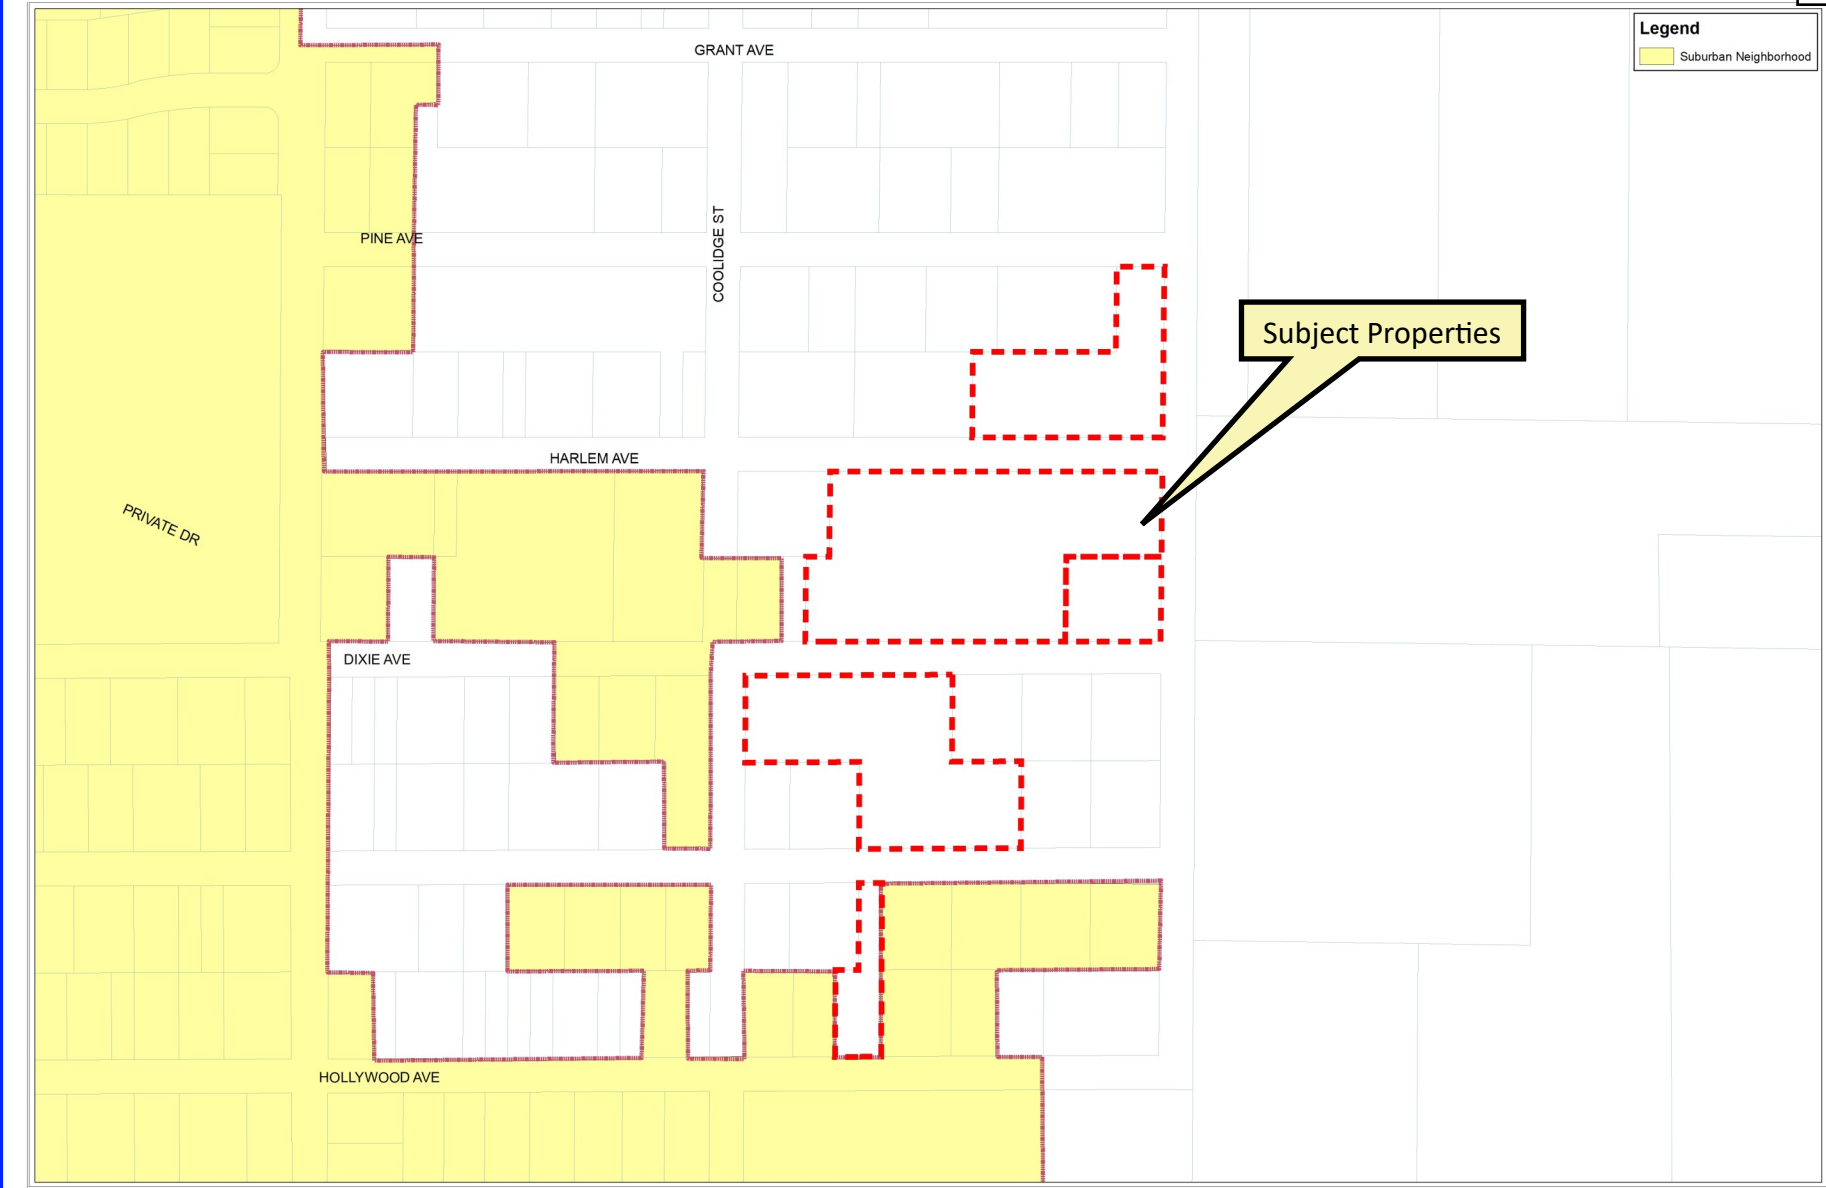 GRANT AVE
Legend
Suburban Neighborhood
PINE AVE
COOLIDGE ST
Subject Properties
HARLEM AVE
PRIVATE DR
DIXIE AVE
HOLLYWOOD AVE